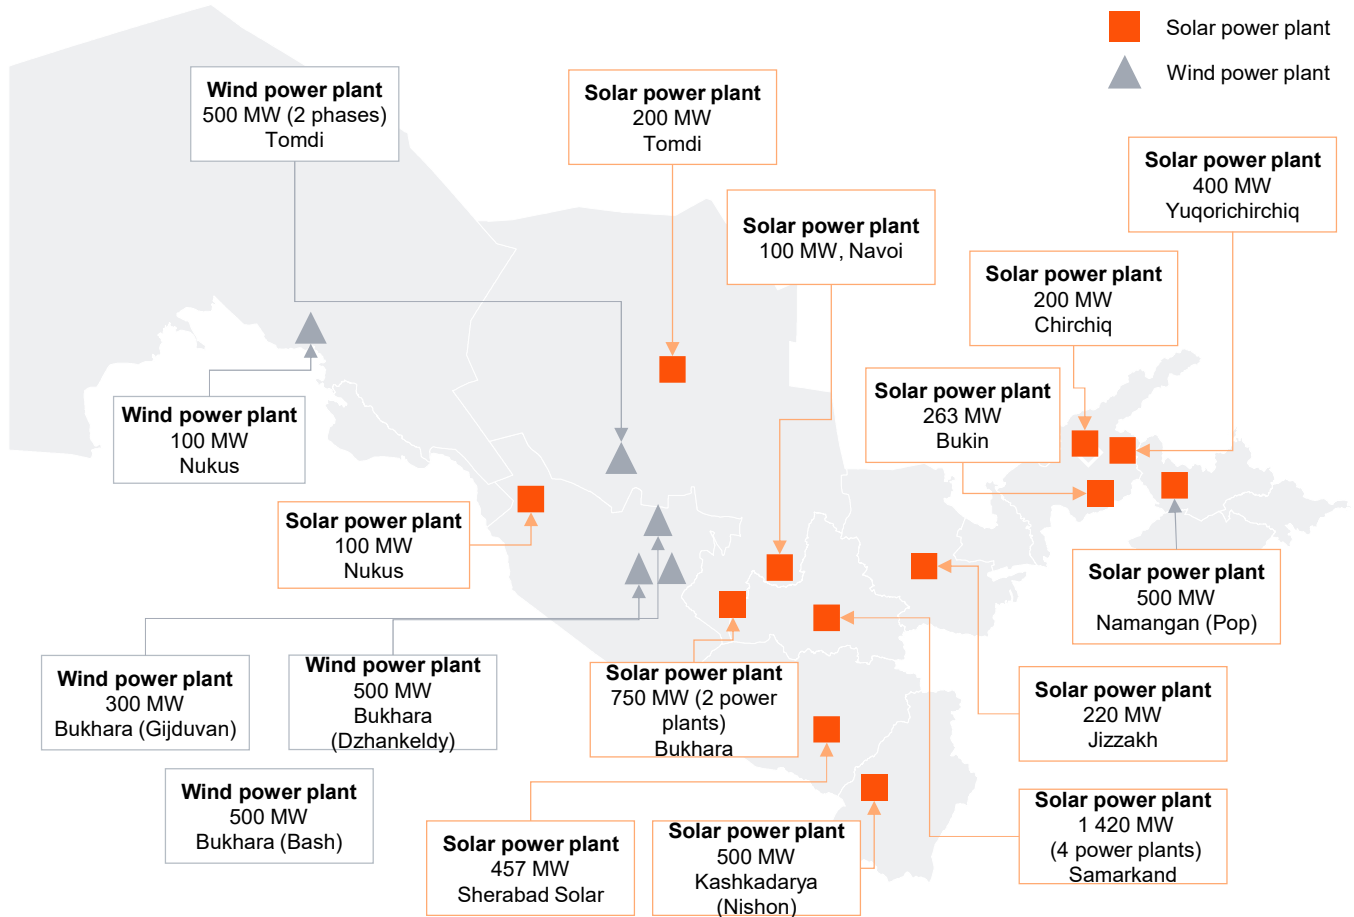 Solar power plant
Wind power plant
Wind power plant
500 MW (2 phases)
Tomdi
Solar power plant
200 MW
Tomdi
Solar power plant
400 MW
Yuqorichirchiq
Solar power plant
100 MW, Navoi
Solar power plant
200 MW
Chirchiq
Solar power plant
263 MW
Bukin
Wind power plant
100 MW
Nukus
Solar power plant
100 MW
Nukus
Solar power plant
500 MW
Namangan (Pop)
Wind power plant
300 MW
Bukhara (Gijduvan)
Wind power plant
500 MW
Bukhara
(Dzhankeldy)
Solar power plant
750 MW (2 power
plants)
Bukhara
Solar power plant
220 MW
Jizzakh
Wind power plant
500 MW
Bukhara (Bash)
Solar power plant
457 MW
Sherabad Solar
Solar power plant
500 MW
Kashkadarya
(Nishon)
Solar power plant
1 420 MW
(4 power plants)
Samarkand